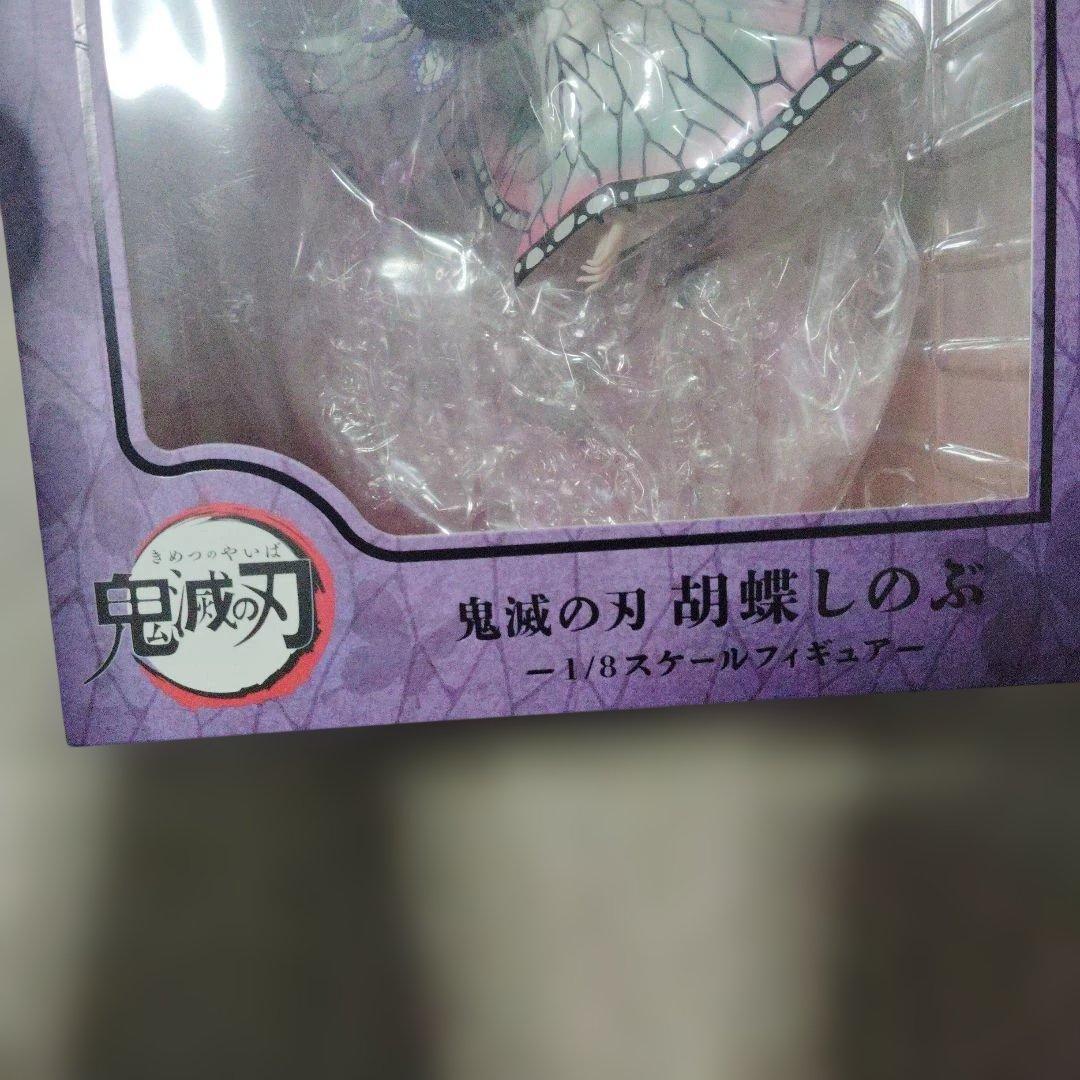 きめつのやいば
鬼滅の刃
鬼滅の刃 胡蝶しのぶ
ー1/8スケールフィギュアー